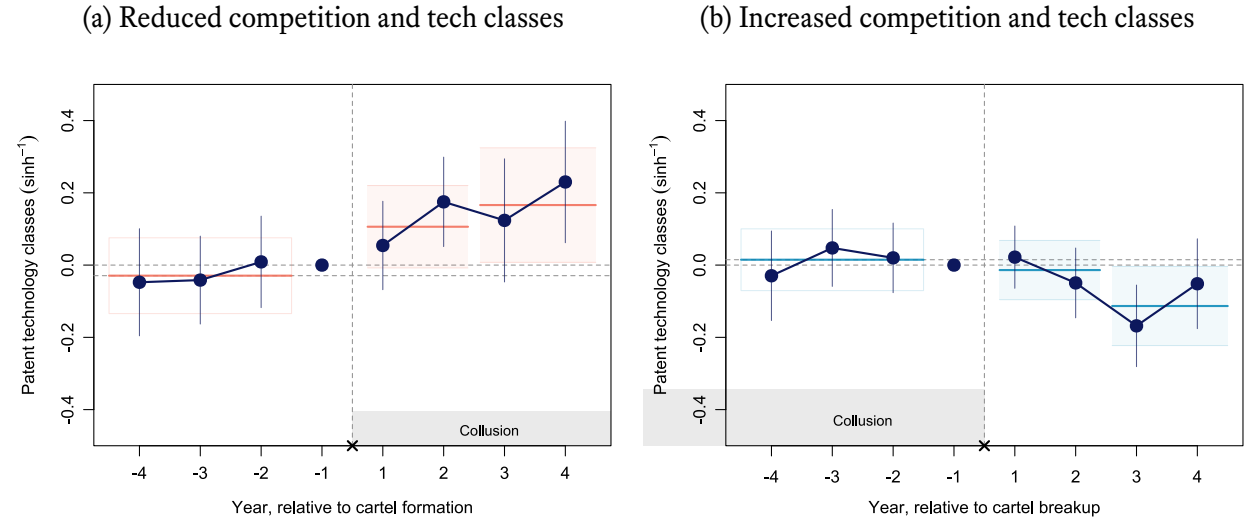 (a) Reduced competition and tech classes
Patent technology classes (sinh⁻¹)
0.4
0.2
0.0
-0.2
-0.4
Collusion
-4 -3 -2 -1 1 2 3 4
Year, relative to cartel formation
(b) Increased competition and tech classes
Patent technology classes (sinh⁻¹)
0.4
0.2
0.0
-0.2
-0.4
Collusion
-4 -3 -2 -1 1 2 3 4
Year, relative to cartel breakup